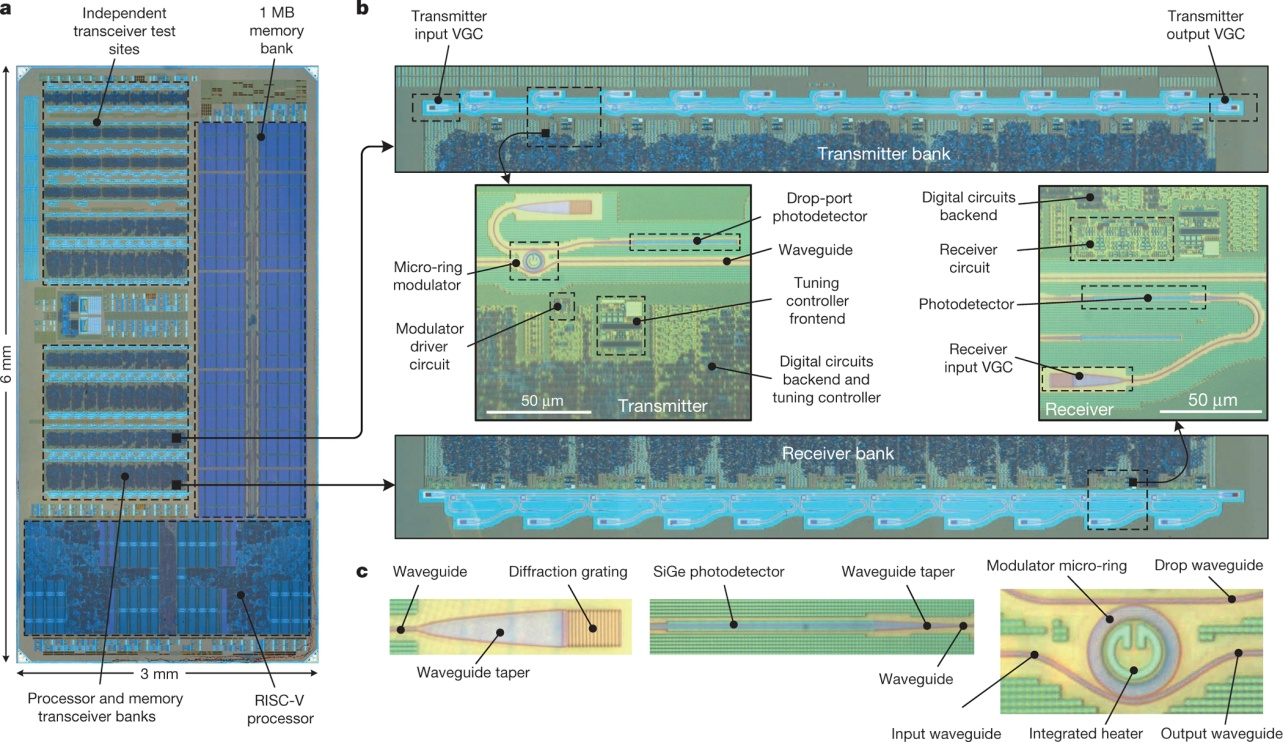 a
Independent
transceiver test
sites
1 MB
memory
bank
6 mm
3 mm
Processor and memory
transceiver banks
RISC-V
processor
b
Transmitter
input VGC
Transmitter
output VGC
Transmitter bank
Drop-port
photodetector
Waveguide
Micro-ring
modulator
Tuning
controller
frontend
Modulator
driver
circuit
Digital circuits
backend and
tuning controller
50 μm
Transmitter
Digital circuits
backend
Receiver
circuit
Photodetector
Receiver
input VGC
Receiver
50 μm
Receiver bank
c
Waveguide
Diffraction grating
Waveguide taper
SiGe photodetector
Waveguide taper
Waveguide
Modulator micro-ring
Drop waveguide
Input waveguide
Integrated heater
Output waveguide